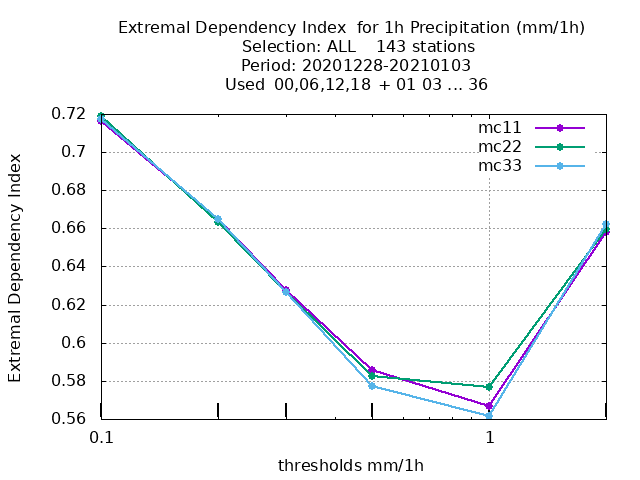 Extremal Dependency Index for 1h Precipitation (mm/1h)
Selection: ALL 143 stations
Period: 20201228-20210103
Used 00,06,12,18 + 01 03 ... 36
mc11
mc22
mc33
Extremal Dependency Index
0.72
0.7
0.68
0.66
0.64
0.62
0.6
0.58
0.56
0.1
1
thresholds mm/1h